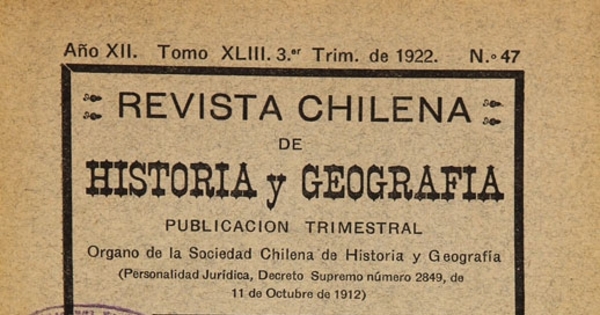 Año XII. Tomo XLIII. 3.er Trim. de 1922. N.º 47
REVISTA CHILENA
DE
HISTORIA y GEOGRAFIA
PUBLICACION TRIMESTRAL
Organo de la Sociedad Chilena de Historia y Geografía
(Personalidad Jurídica, Decreto Supremo número 2849, de
11 de Octubre de 1912)